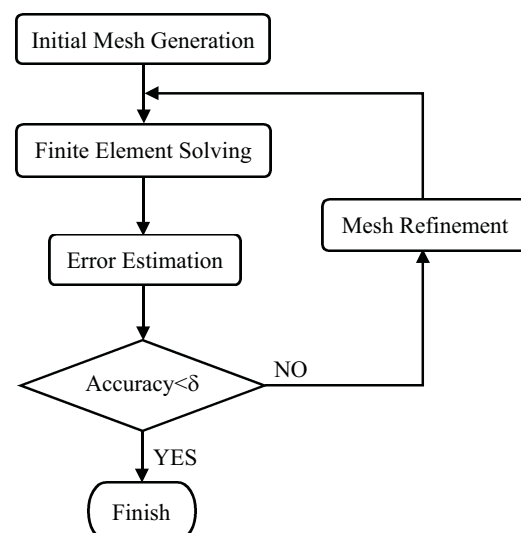 Initial Mesh Generation
Finite Element Solving
Mesh Refinement
Error Estimation
Accuracy<δ
NO
YES
Finish